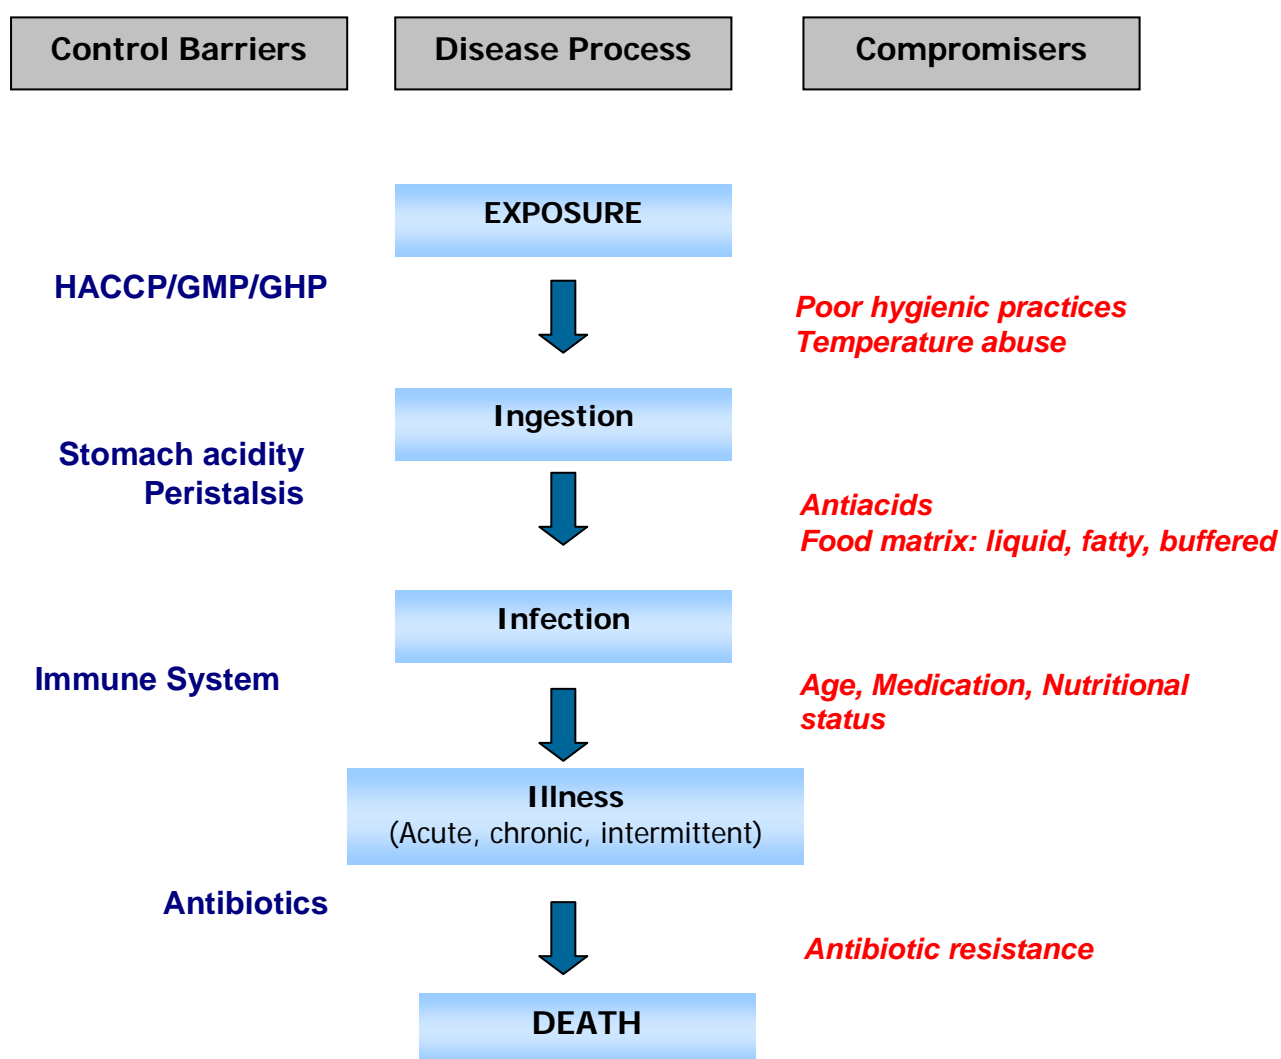 Control Barriers
Disease Process
Compromisers
EXPOSURE
HACCP/GMP/GHP
Poor hygienic practices
Temperature abuse
Ingestion
Stomach acidity
Peristalsis
Antiacids
Food matrix: liquid, fatty, buffered
Infection
Immune System
Age, Medication, Nutritional
status
Illness
(Acute, chronic, intermittent)
Antibiotics
Antibiotic resistance
DEATH